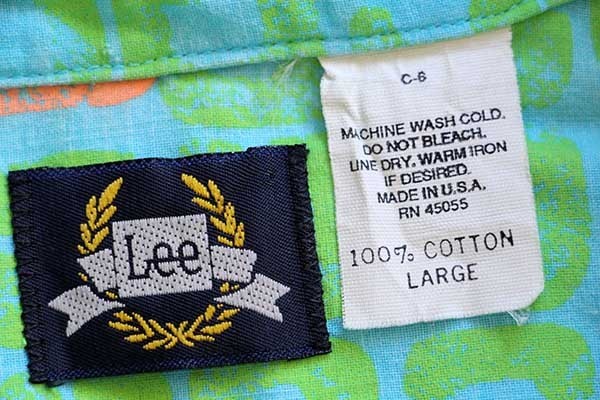 Lee
C-6
MACHINE WASH COLD.
DO NOT BLEACH.
LINE DRY. WARM IRON
IF DESIRED.
MADE IN U.S.A.
RN 45055
100% COTTON
LARGE